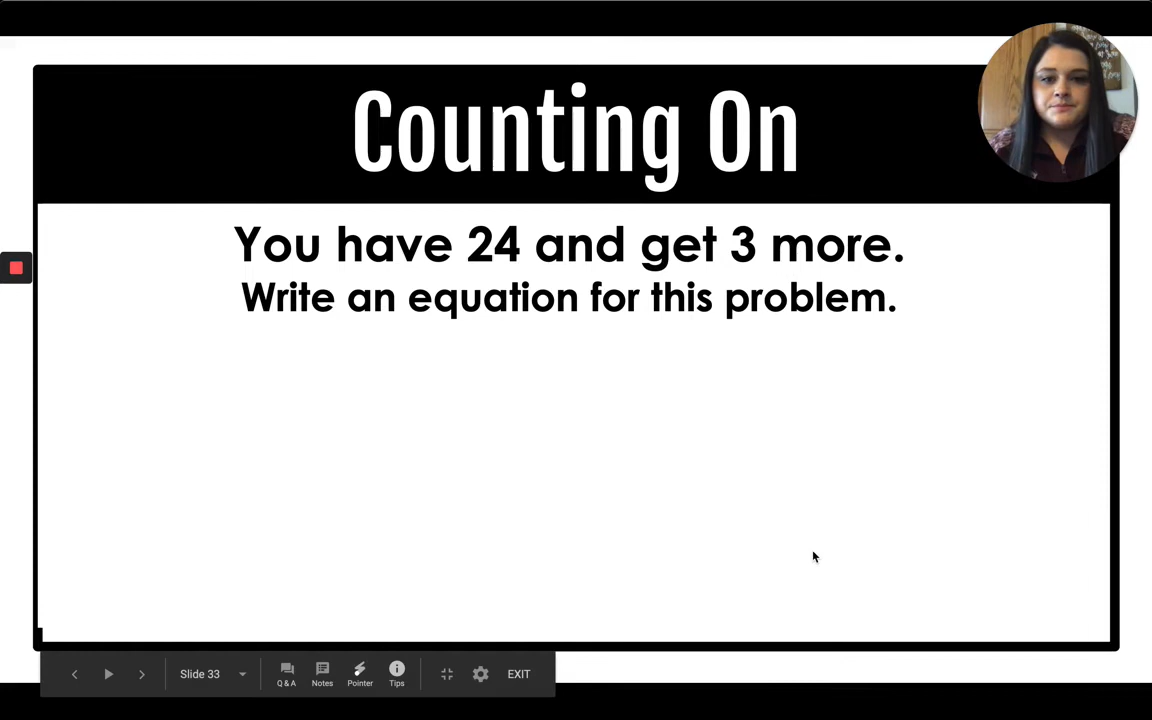 Counting On
You have 24 and get 3 more.
Write an equation for this problem.
Slide 33
Q & A
Notes
Pointer
Tips
EXIT